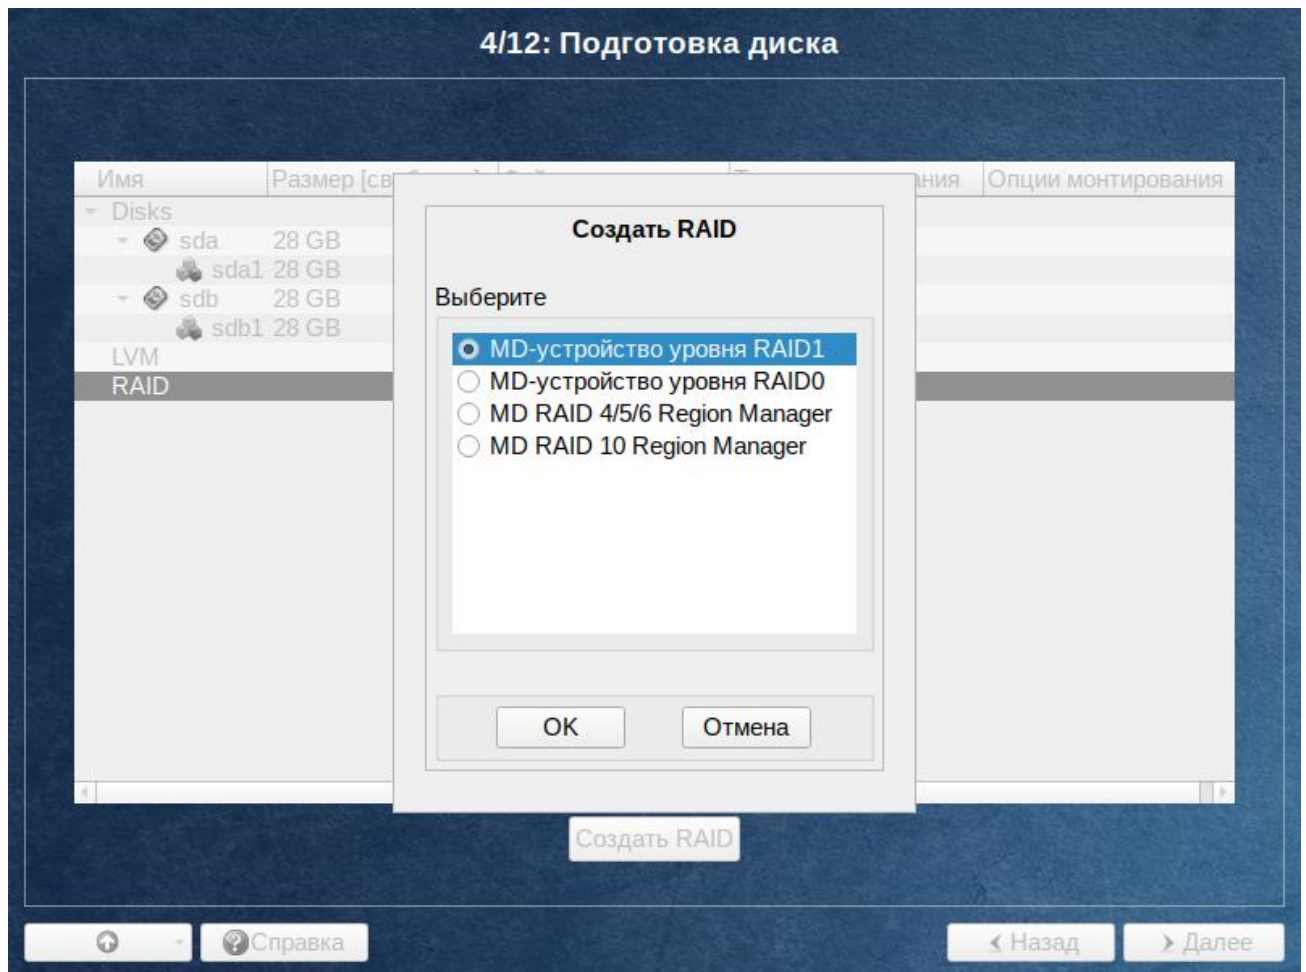 4/12: Подготовка диска
Имя Размер Опции монтирования
Disks
sda 28 GB
sda1 28 GB
sdb 28 GB
sdb1 28 GB
LVM
RAID
Создать RAID
Выберите
MD-устройство уровня RAID1
MD-устройство уровня RAID0
MD RAID 4/5/6 Region Manager
MD RAID 10 Region Manager
OK Отмена
Создать RAID
Справка Назад Далее